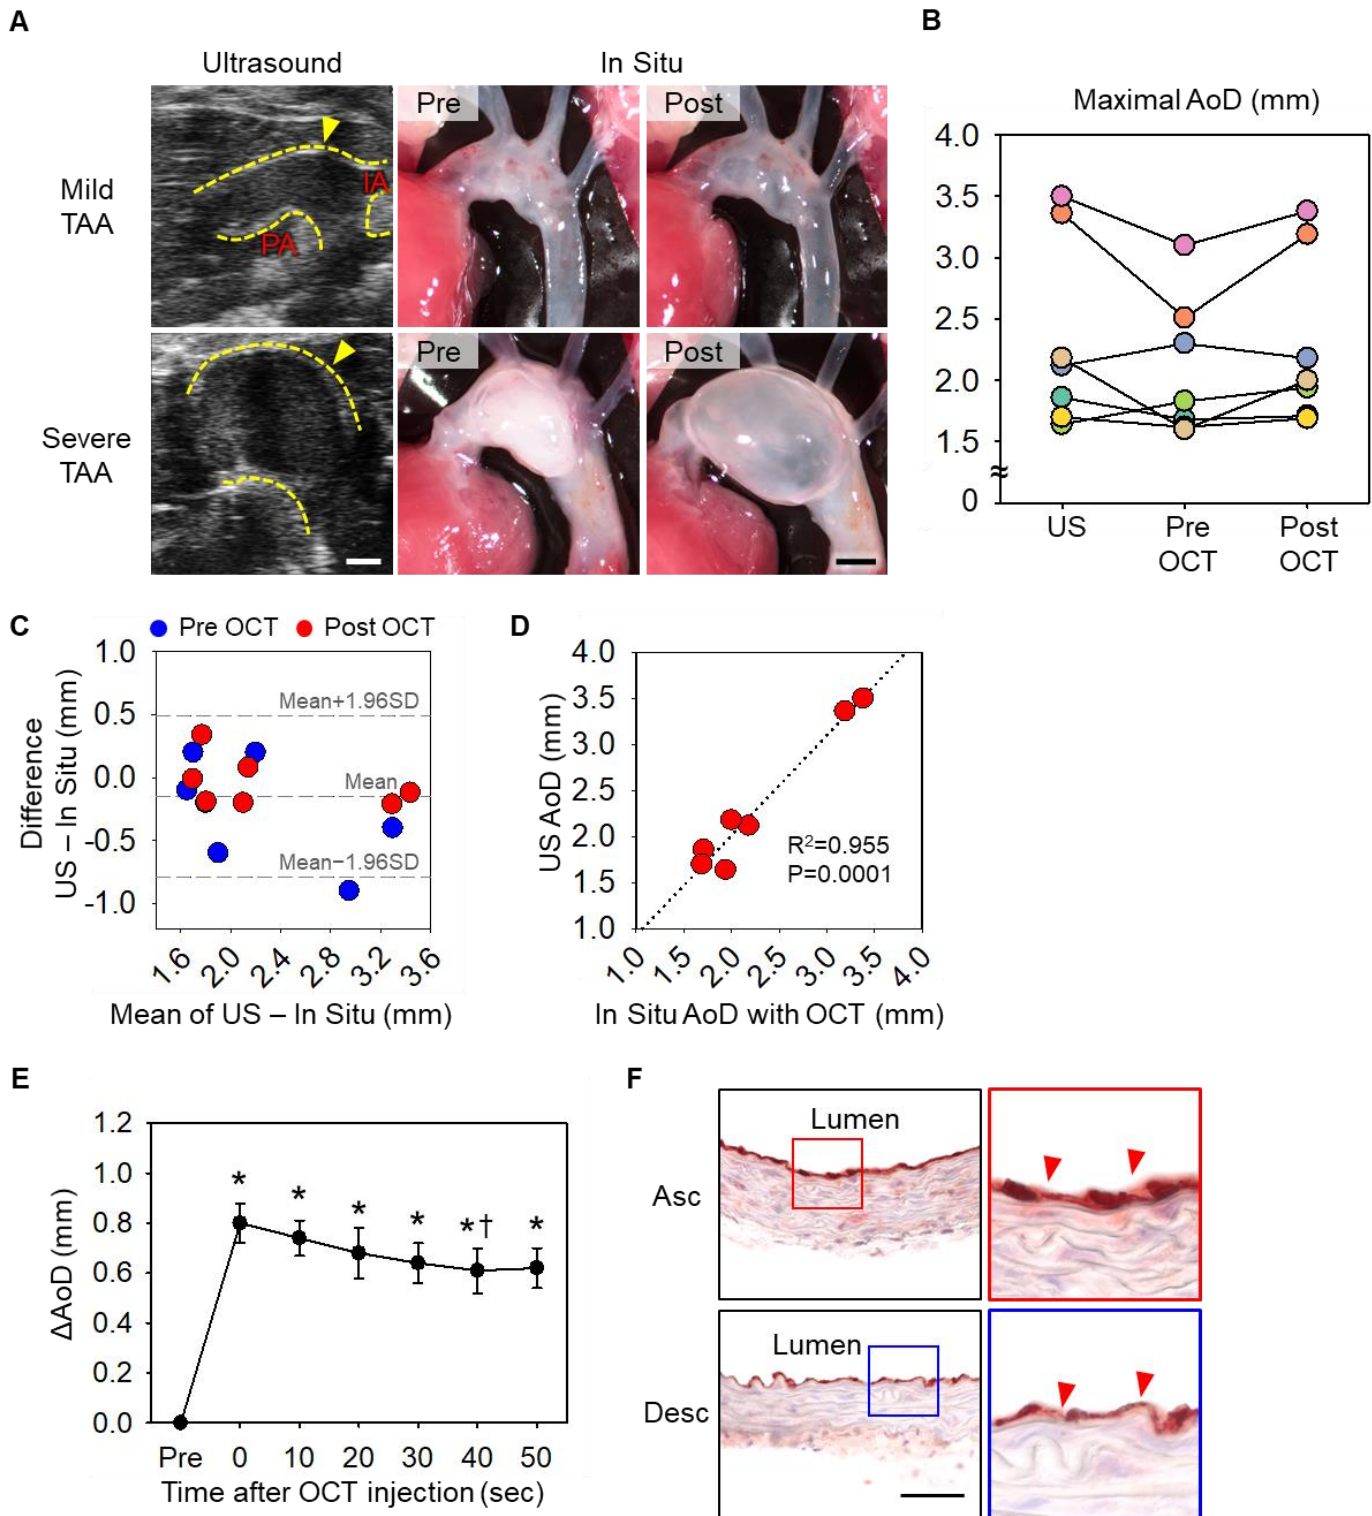 A
Ultrasound
In Situ
Mild
TAA
IA
PA
Pre
Post
Severe
TAA
Pre
Post
B
Maximal AoD (mm)
4.0
3.5
3.0
2.5
2.0
1.5
≈
0
US
Pre
OCT
Post
OCT
C
Pre OCT
Post OCT
Difference
US – In Situ (mm)
1.0
0.5
0.0
-0.5
-1.0
Mean+1.96SD
Mean
Mean−1.96SD
1.6 2.0 2.4 2.8 3.2 3.6
Mean of US – In Situ (mm)
D
US AoD (mm)
4.0
3.5
3.0
2.5
2.0
1.5
1.0
R²=0.955
P=0.0001
1.0 1.5 2.0 2.5 3.0 3.5 4.0
In Situ AoD with OCT (mm)
E
ΔAoD (mm)
1.2
1.0
0.8
0.6
0.4
0.2
0.0
* * * * *† *
Pre 0 10 20 30 40 50
Time after OCT injection (sec)
F
Asc
Lumen
Desc
Lumen